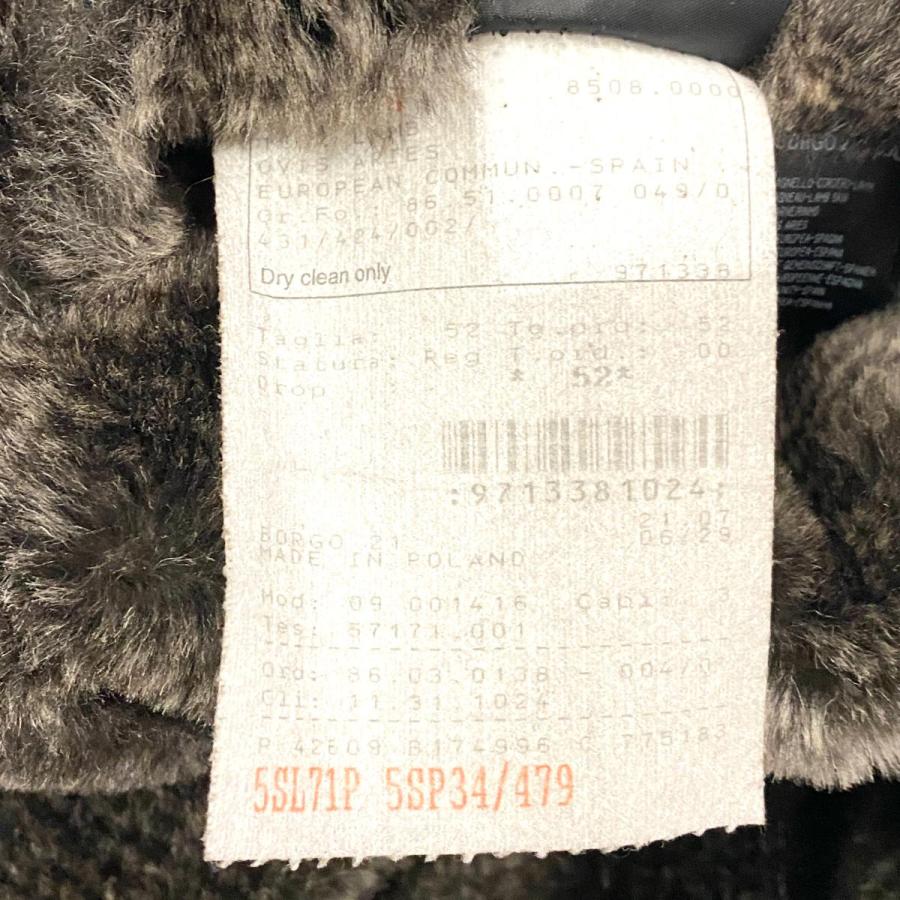 8508.0000
OVIS ARIES
EUROPEAN COMMUN.-SPAIN
Gr.Fo. 86 51.0007 049/0
431/424/002/
Dry clean only 971338
Taglia: 52 Tg.ord: 52
Statura: Reg T.ord.: 00
Drop
* 52*
:9713381024:
21.07
BORGO 21 06/29
MADE IN POLAND
Mod: 09 001416 Capi: 3
Tes: 57171.001
Ord: 86.03.0138 - 004/0
Cli: 11.31.1024
P 42609 B174996 C 775183
5SL71P 5SP34/479